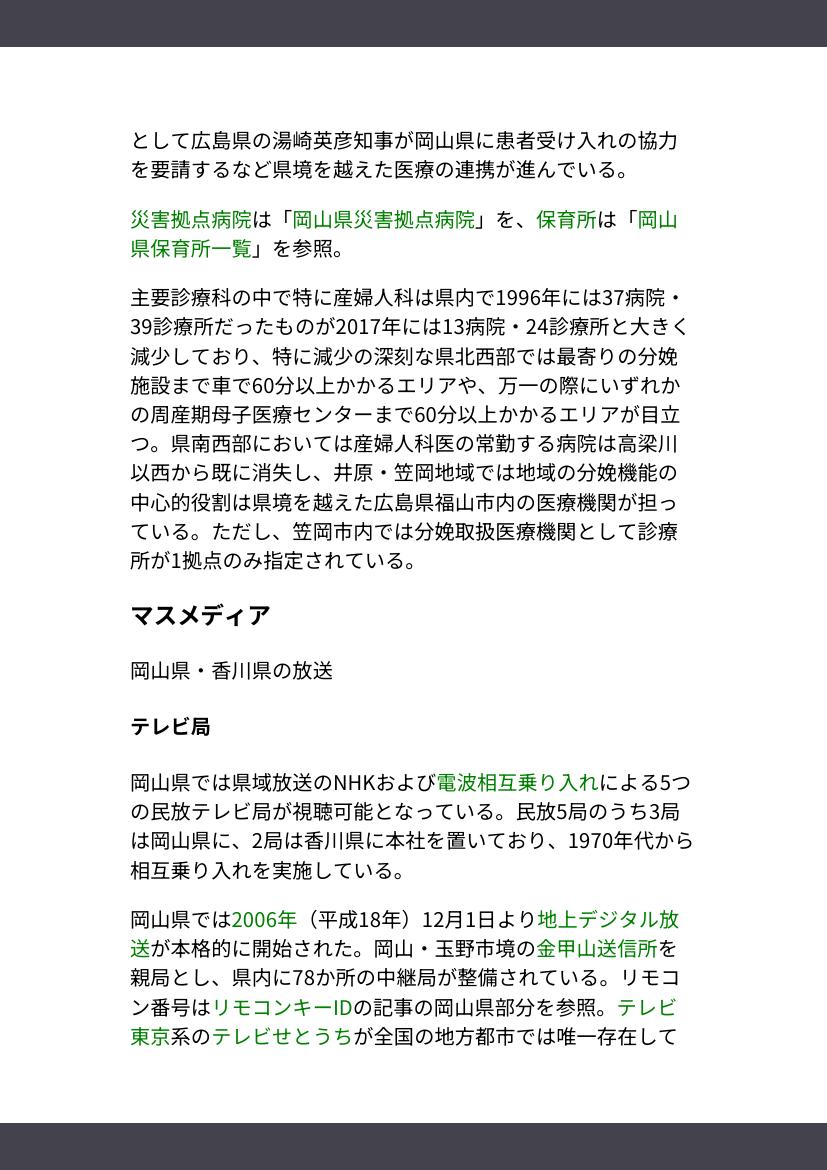 として広島県の湯崎英彦知事が岡山県に患者受け入れの協力
を要請するなど県境を越えた医療の連携が進んでいる。
災害拠点病院は「岡山県災害拠点病院」を、保育所は「岡山
県保育所一覧」を参照。
主要診療科の中で特に産婦人科は県内で1996年には37病院・
39診療所だったものが2017年には13病院・24診療所と大きく
減少しており、特に減少の深刻な県北西部では最寄りの分娩
施設まで車で60分以上かかるエリアや、万一の際にいずれか
の周産期母子医療センターまで60分以上かかるエリアが目立
つ。県南西部においては産婦人科医の常勤する病院は高梁川
以西から既に消失し、井原・笠岡地域では地域の分娩機能の
中心的役割は県境を越えた広島県福山市内の医療機関が担っ
ている。ただし、笠岡市内では分娩取扱医療機関として診療
所が1拠点のみ指定されている。
マスメディア
岡山県・香川県の放送
テレビ局
岡山県では県域放送のNHKおよび電波相互乗り入れによる5つ
の民放テレビ局が視聴可能となっている。民放5局のうち3局
は岡山県に、2局は香川県に本社を置いており、1970年代から
相互乗り入れを実施している。
岡山県では2006年（平成18年）12月1日より地上デジタル放
送が本格的に開始された。岡山・玉野市境の金甲山送信所を
親局とし、県内に78か所の中継局が整備されている。リモコ
ン番号はリモコンキーIDの記事の岡山県部分を参照。テレビ
東京系のテレビせとうちが全国の地方都市では唯一存在して